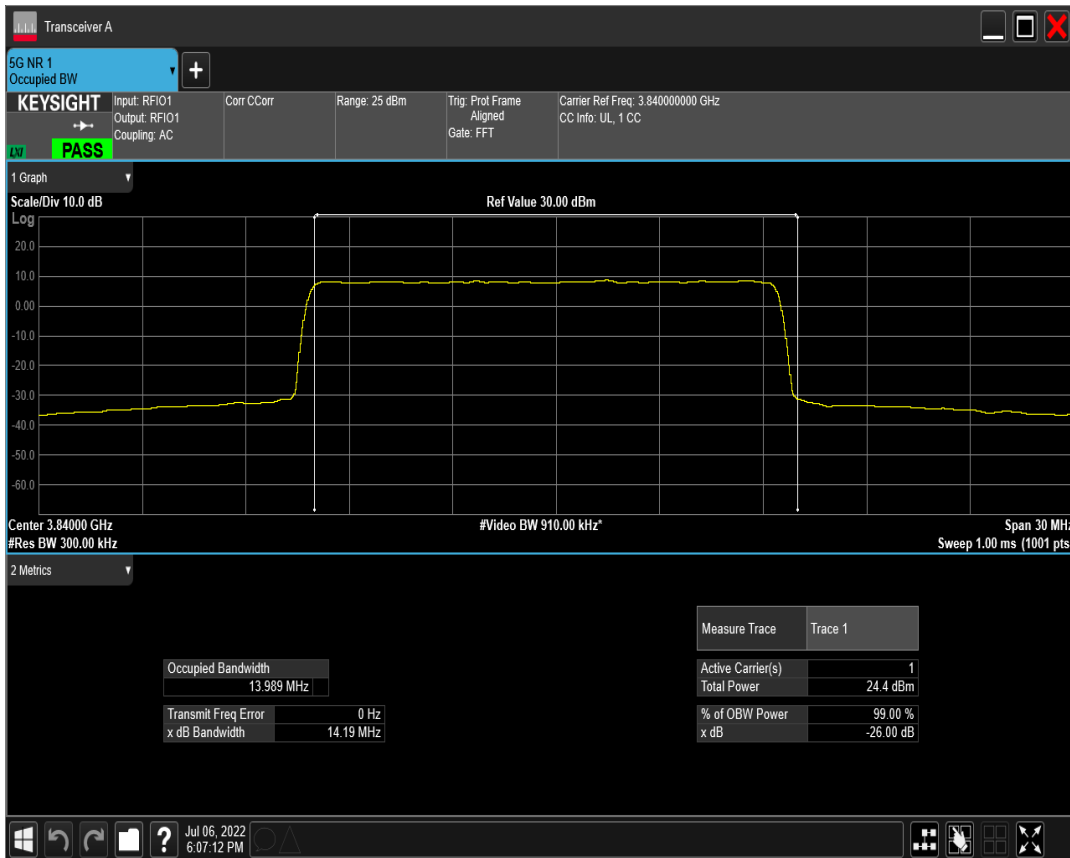 Transceiver A
5G NR 1
Occupied BW
+
KEYSIGHT
LXI
PASS
Input: RFIO1
Output: RFIO1
Coupling: AC
Corr CCorr
Range: 25 dBm
Trig: Prot Frame
Aligned
Gate: FFT
Carrier Ref Freq: 3.840000000 GHz
CC Info: UL, 1 CC
1 Graph
Scale/Div 10.0 dB
Ref Value 30.00 dBm
Log
20.0
10.0
0.00
-10.0
-20.0
-30.0
-40.0
-50.0
-60.0
Center 3.84000 GHz
#Video BW 910.00 kHz*
Span 30 MHz
#Res BW 300.00 kHz
Sweep 1.00 ms (1001 pts
2 Metrics
Measure Trace Trace 1
Occupied Bandwidth
13.989 MHz
Active Carrier(s) 1
Total Power 24.4 dBm
Transmit Freq Error 0 Hz
x dB Bandwidth 14.19 MHz
% of OBW Power 99.00 %
x dB -26.00 dB
?
Jul 06, 2022
6:07:12 PM